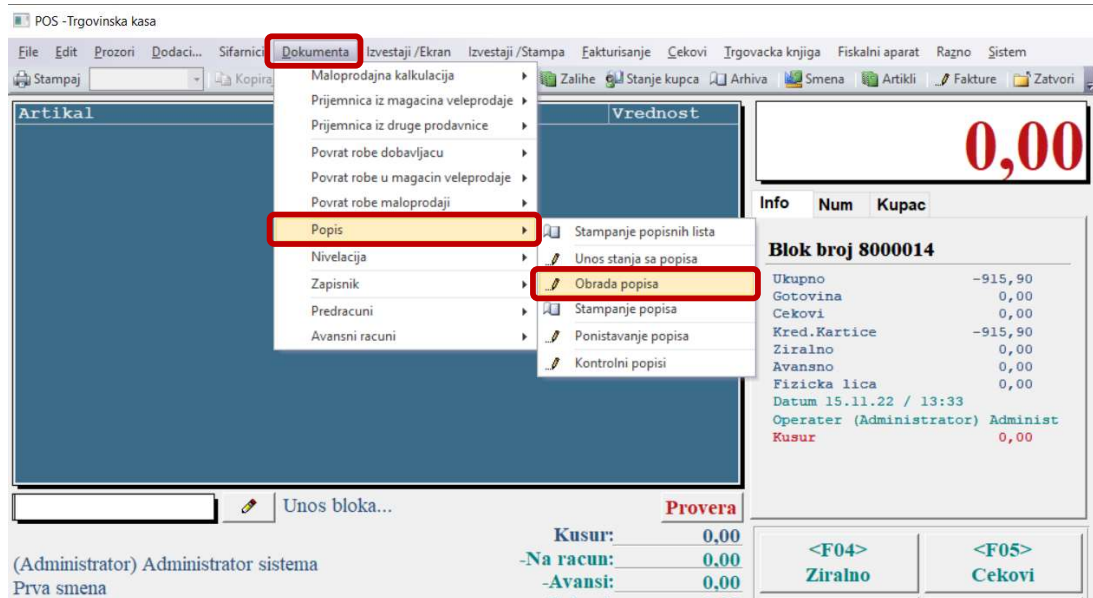 POS -Trgovinska kasa
File Edit Prozori Dodaci... Sifarnici Dokumenta Izvestaji /Ekran Izvestaji /Stampa Fakturisanje Cekovi Trgovacka knjiga Fiskalni aparat Razno Sistem
Stampaj Kopira Zalihe Stanje kupca Arhiva Smena Artikli Fakture Zatvori
Maloprodajna kalkulacija
Prijemnica iz magacina veleprodaje
Prijemnica iz druge prodavnice
Povrat robe dobavljacu
Povrat robe u magacin veleprodaje
Povrat robe maloprodaji
Popis
Nivelacija
Zapisnik
Predracuni
Avansni racuni
Stampanje popisnih lista
Unos stanja sa popisa
Obrada popisa
Stampanje popisa
Ponistavanje popisa
Kontrolni popisi
Artikal Vrednost
0,00
Info Num Kupac
Blok broj 8000014
Ukupno -915,90
Gotovina 0,00
Cekovi 0,00
Kred.Kartice -915,90
Ziralno 0,00
Avansno 0,00
Fizicka lica 0,00
Datum 15.11.22 / 13:33
Operater (Administrator) Administ
Kusur 0,00
Unos bloka... Provera
Kusur: 0,00
-Na racun: 0,00
-Avansi: 0,00
(Administrator) Administrator sistema
Prva smena
<F04>
Ziralno
<F05>
Cekovi